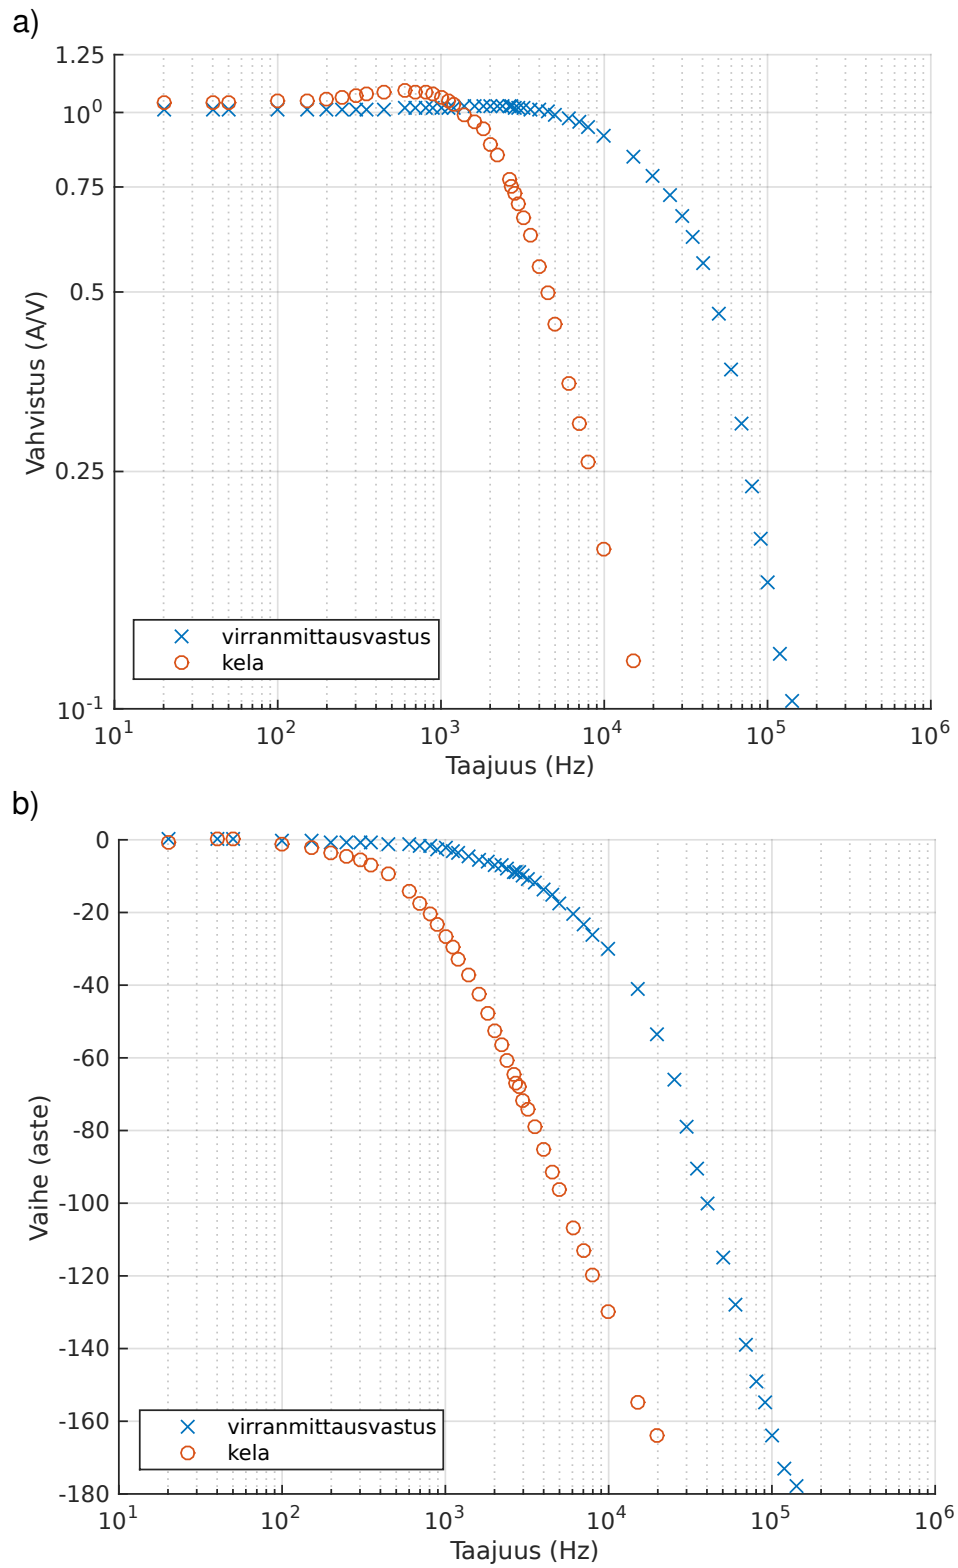 a)
1.25
10^0
0.75
0.5
0.25
10^-1
Vahvistus (A/V)
virranmittausvastus
kela
10^1 10^2 10^3 10^4 10^5 10^6
Taajuus (Hz)
b)
0
-20
-40
-60
-80
-100
-120
-140
-160
-180
Vaihe (aste)
virranmittausvastus
kela
10^1 10^2 10^3 10^4 10^5 10^6
Taajuus (Hz)